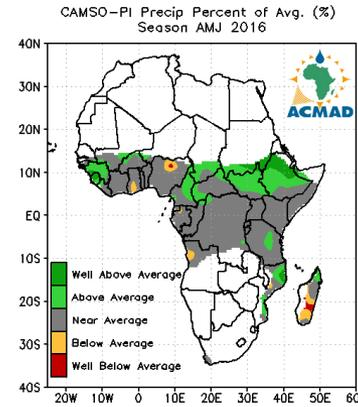 CAMSO-PI Precip Percent of Avg. (%)
Season AMJ 2016
ACMAD
40N
30N
20N
10N
EQ
10S
20S
30S
40S
Well Above Average
Above Average
Near Average
Below Average
Well Below Average
20W 10W 0 10E 20E 30E 40E 50E 60